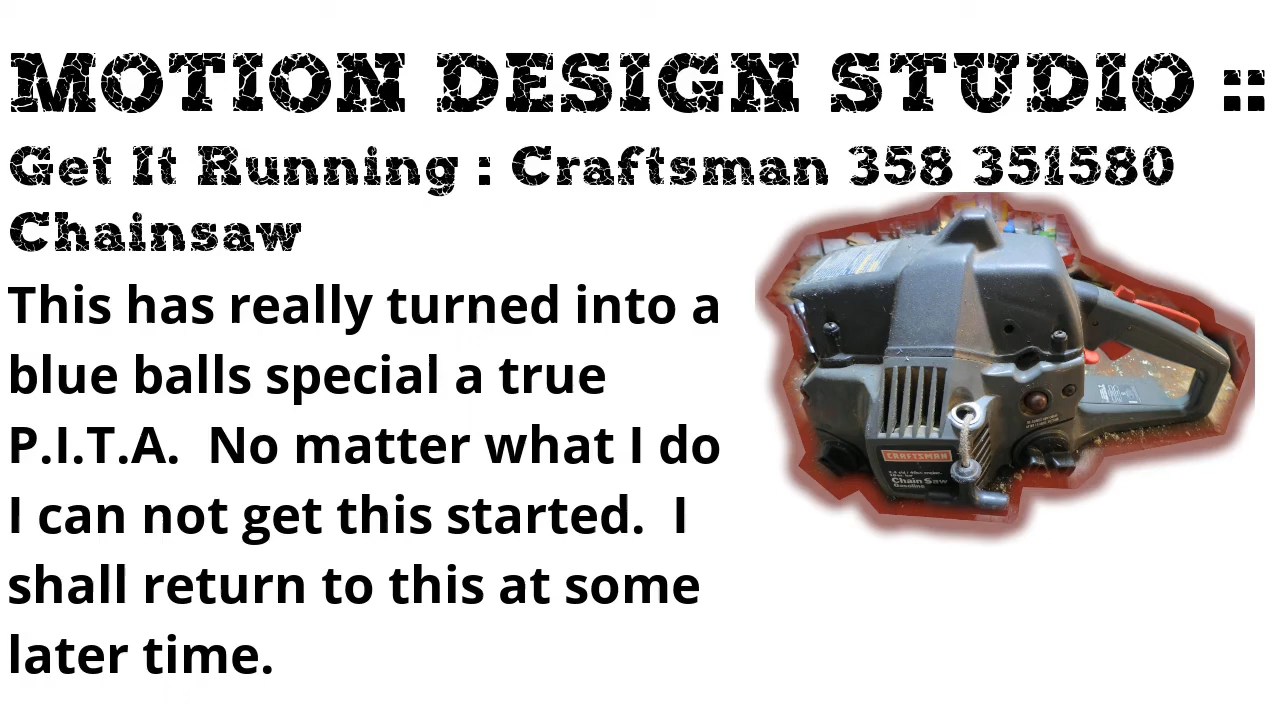 MOTION DESIGN STUDIO ::
Get It Running : Craftsman 358 351580
Chainsaw
This has really turned into a
blue balls special a true
P.I.T.A.  No matter what I do
I can not get this started.  I
shall return to this at some
later time.
CRAFTSMAN
Chain Saw
Gasoline